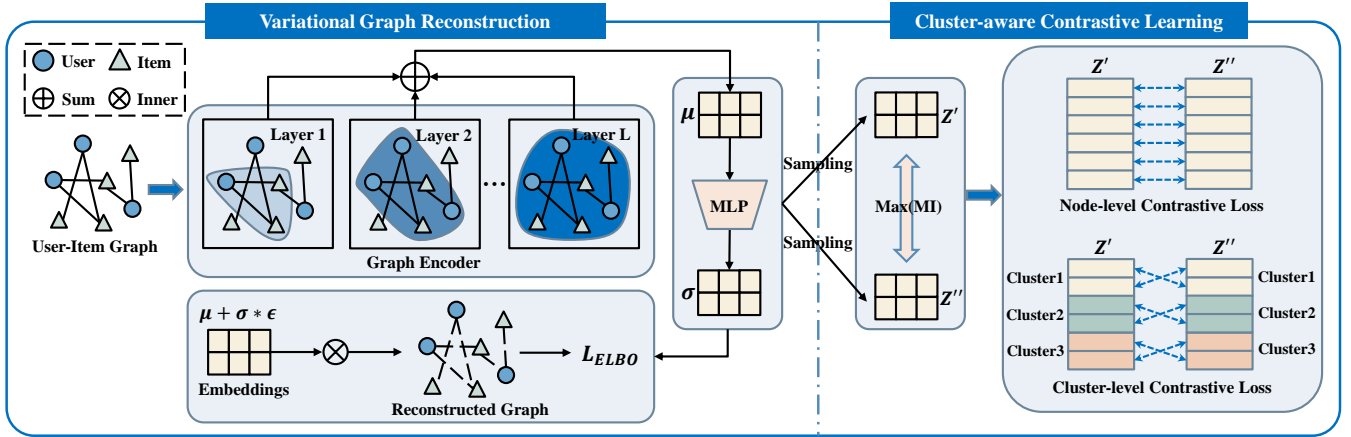 Variational Graph Reconstruction
Cluster-aware Contrastive Learning
User
Item
Sum
Inner
User-Item Graph
Layer 1
Layer 2
...
Layer L
Graph Encoder
μ
MLP
σ
Sampling
Sampling
Z′
Max(MI)
Z′′
Z′
Z′′
Node-level Contrastive Loss
Z′
Z′′
Cluster1
Cluster1
Cluster2
Cluster2
Cluster3
Cluster3
Cluster-level Contrastive Loss
μ + σ * ϵ
Embeddings
Reconstructed Graph
L_ELBO